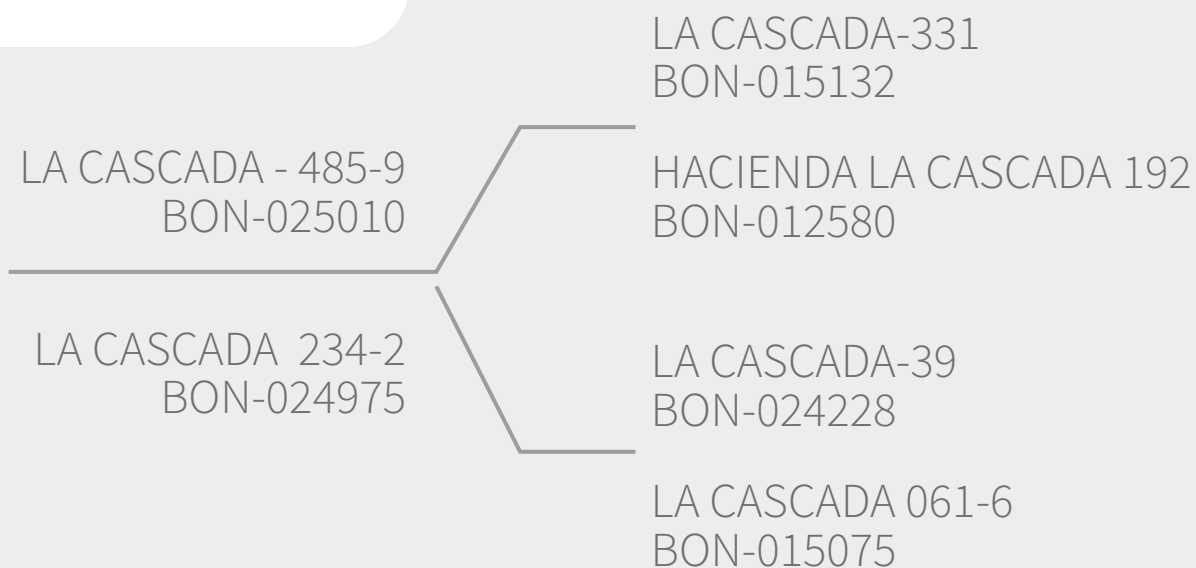 LA CASCADA - 485-9
BON-025010
LA CASCADA  234-2
BON-024975
LA CASCADA-331
BON-015132
HACIENDA LA CASCADA 192
BON-012580
LA CASCADA-39
BON-024228
LA CASCADA 061-6
BON-015075